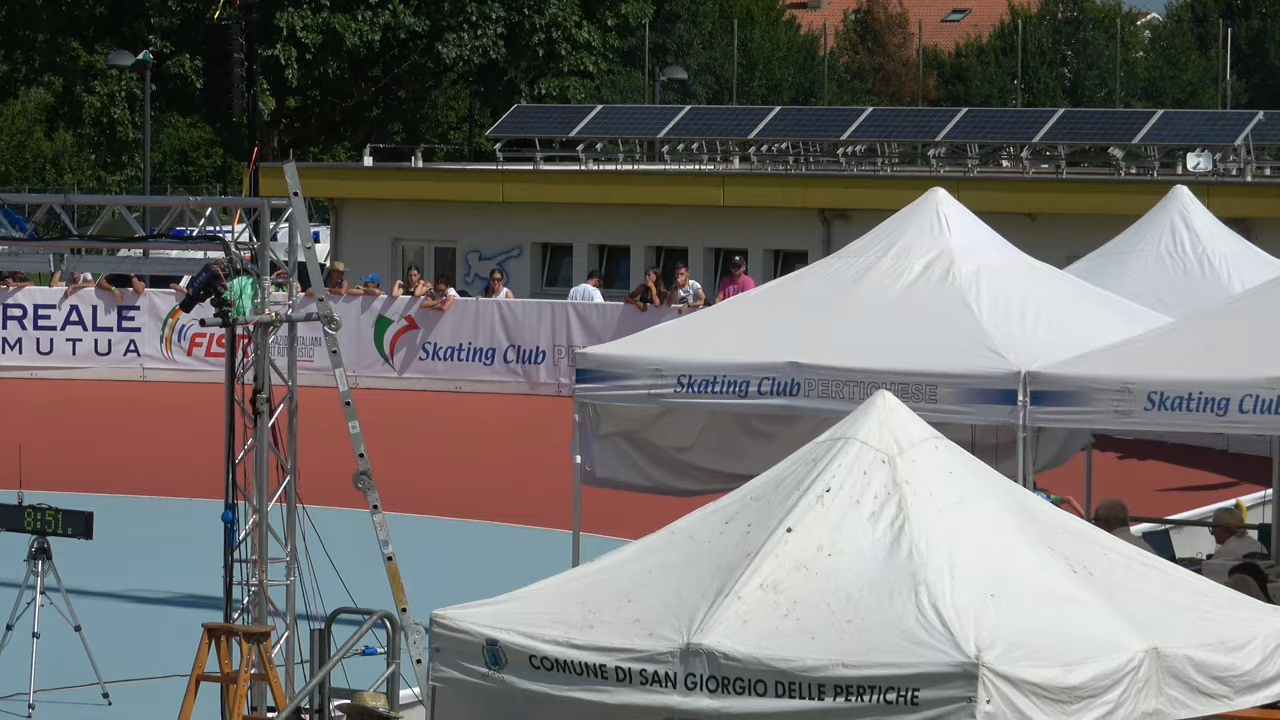 REALE
MUTUA
FISR
Skating Club
Skating Club PERTICHESE
Skating Club
8:51.
COMUNE DI SAN GIORGIO DELLE PERTICHE